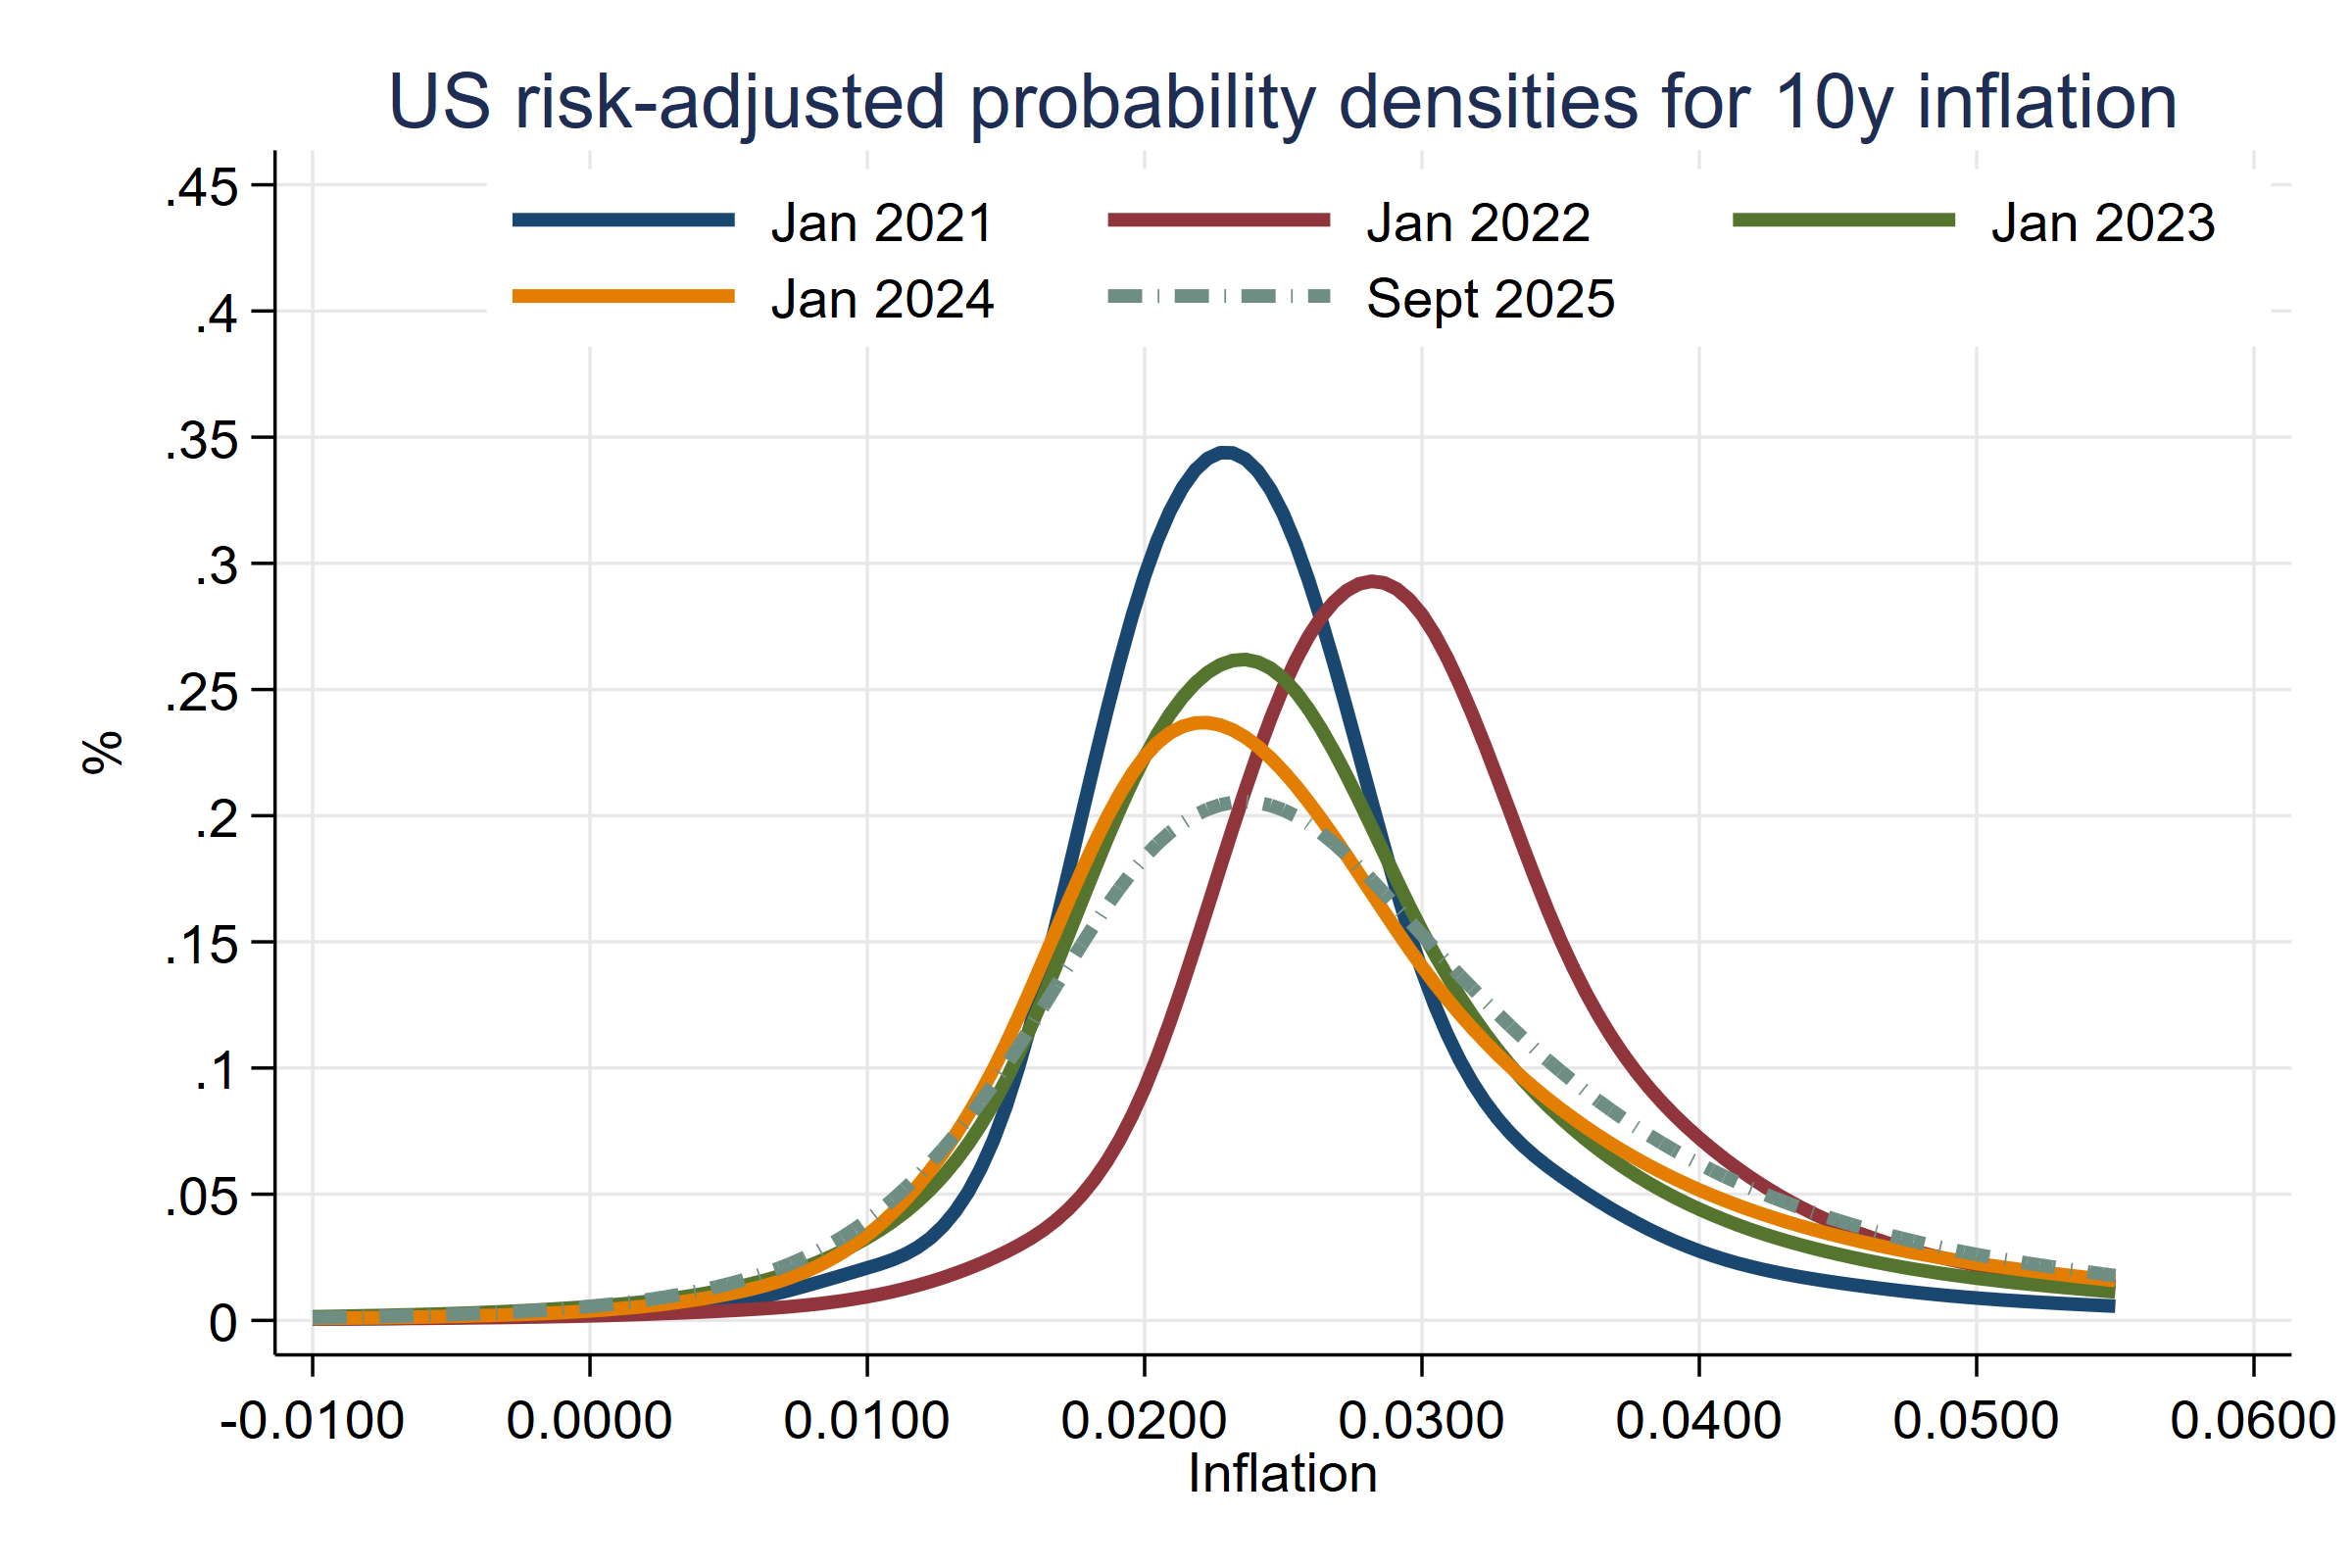 US risk-adjusted probability densities for 10y inflation
Jan 2021 Jan 2022 Jan 2023
Jan 2024 Sept 2025
.45
.4
.35
.3
.25
.2
.15
.1
.05
0
%
-0.0100 0.0000 0.0100 0.0200 0.0300 0.0400 0.0500 0.0600
Inflation